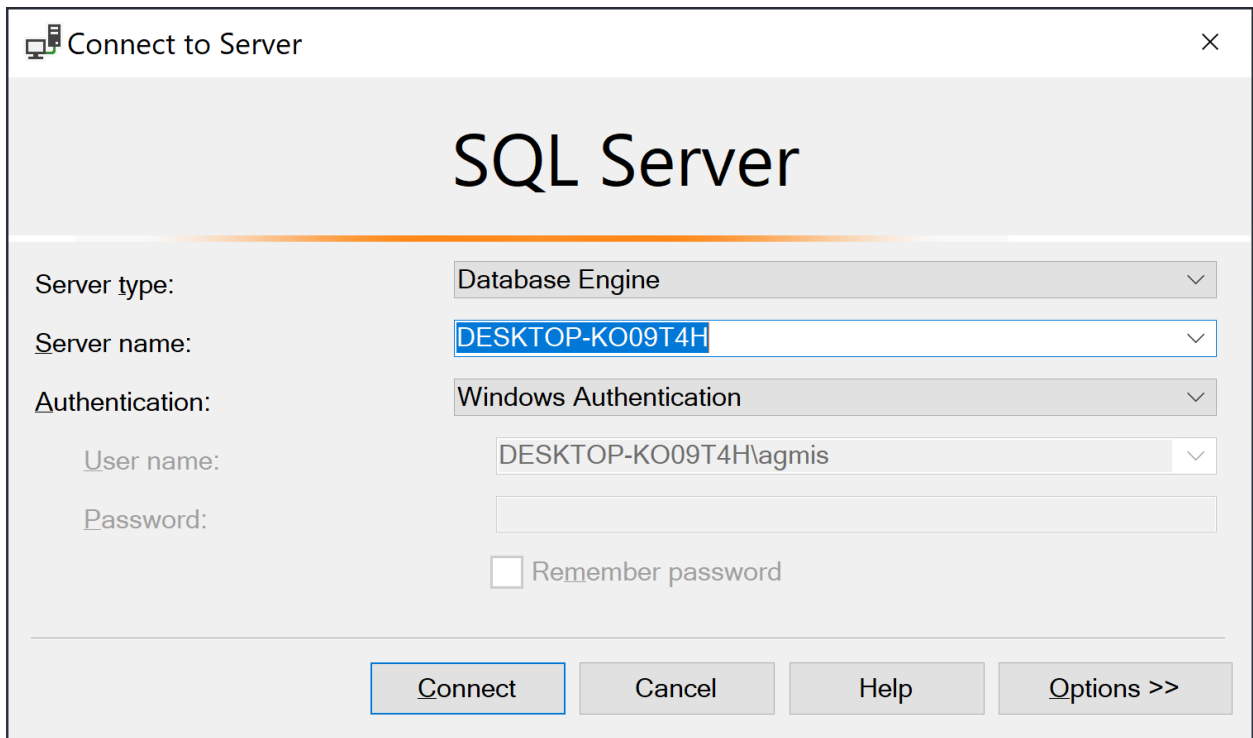 Connect to Server
SQL Server
Server type:
Database Engine
Server name:
DESKTOP-KO09T4H
Authentication:
Windows Authentication
User name:
DESKTOP-KO09T4H\agmis
Password:
Remember password
Connect
Cancel
Help
Options >>